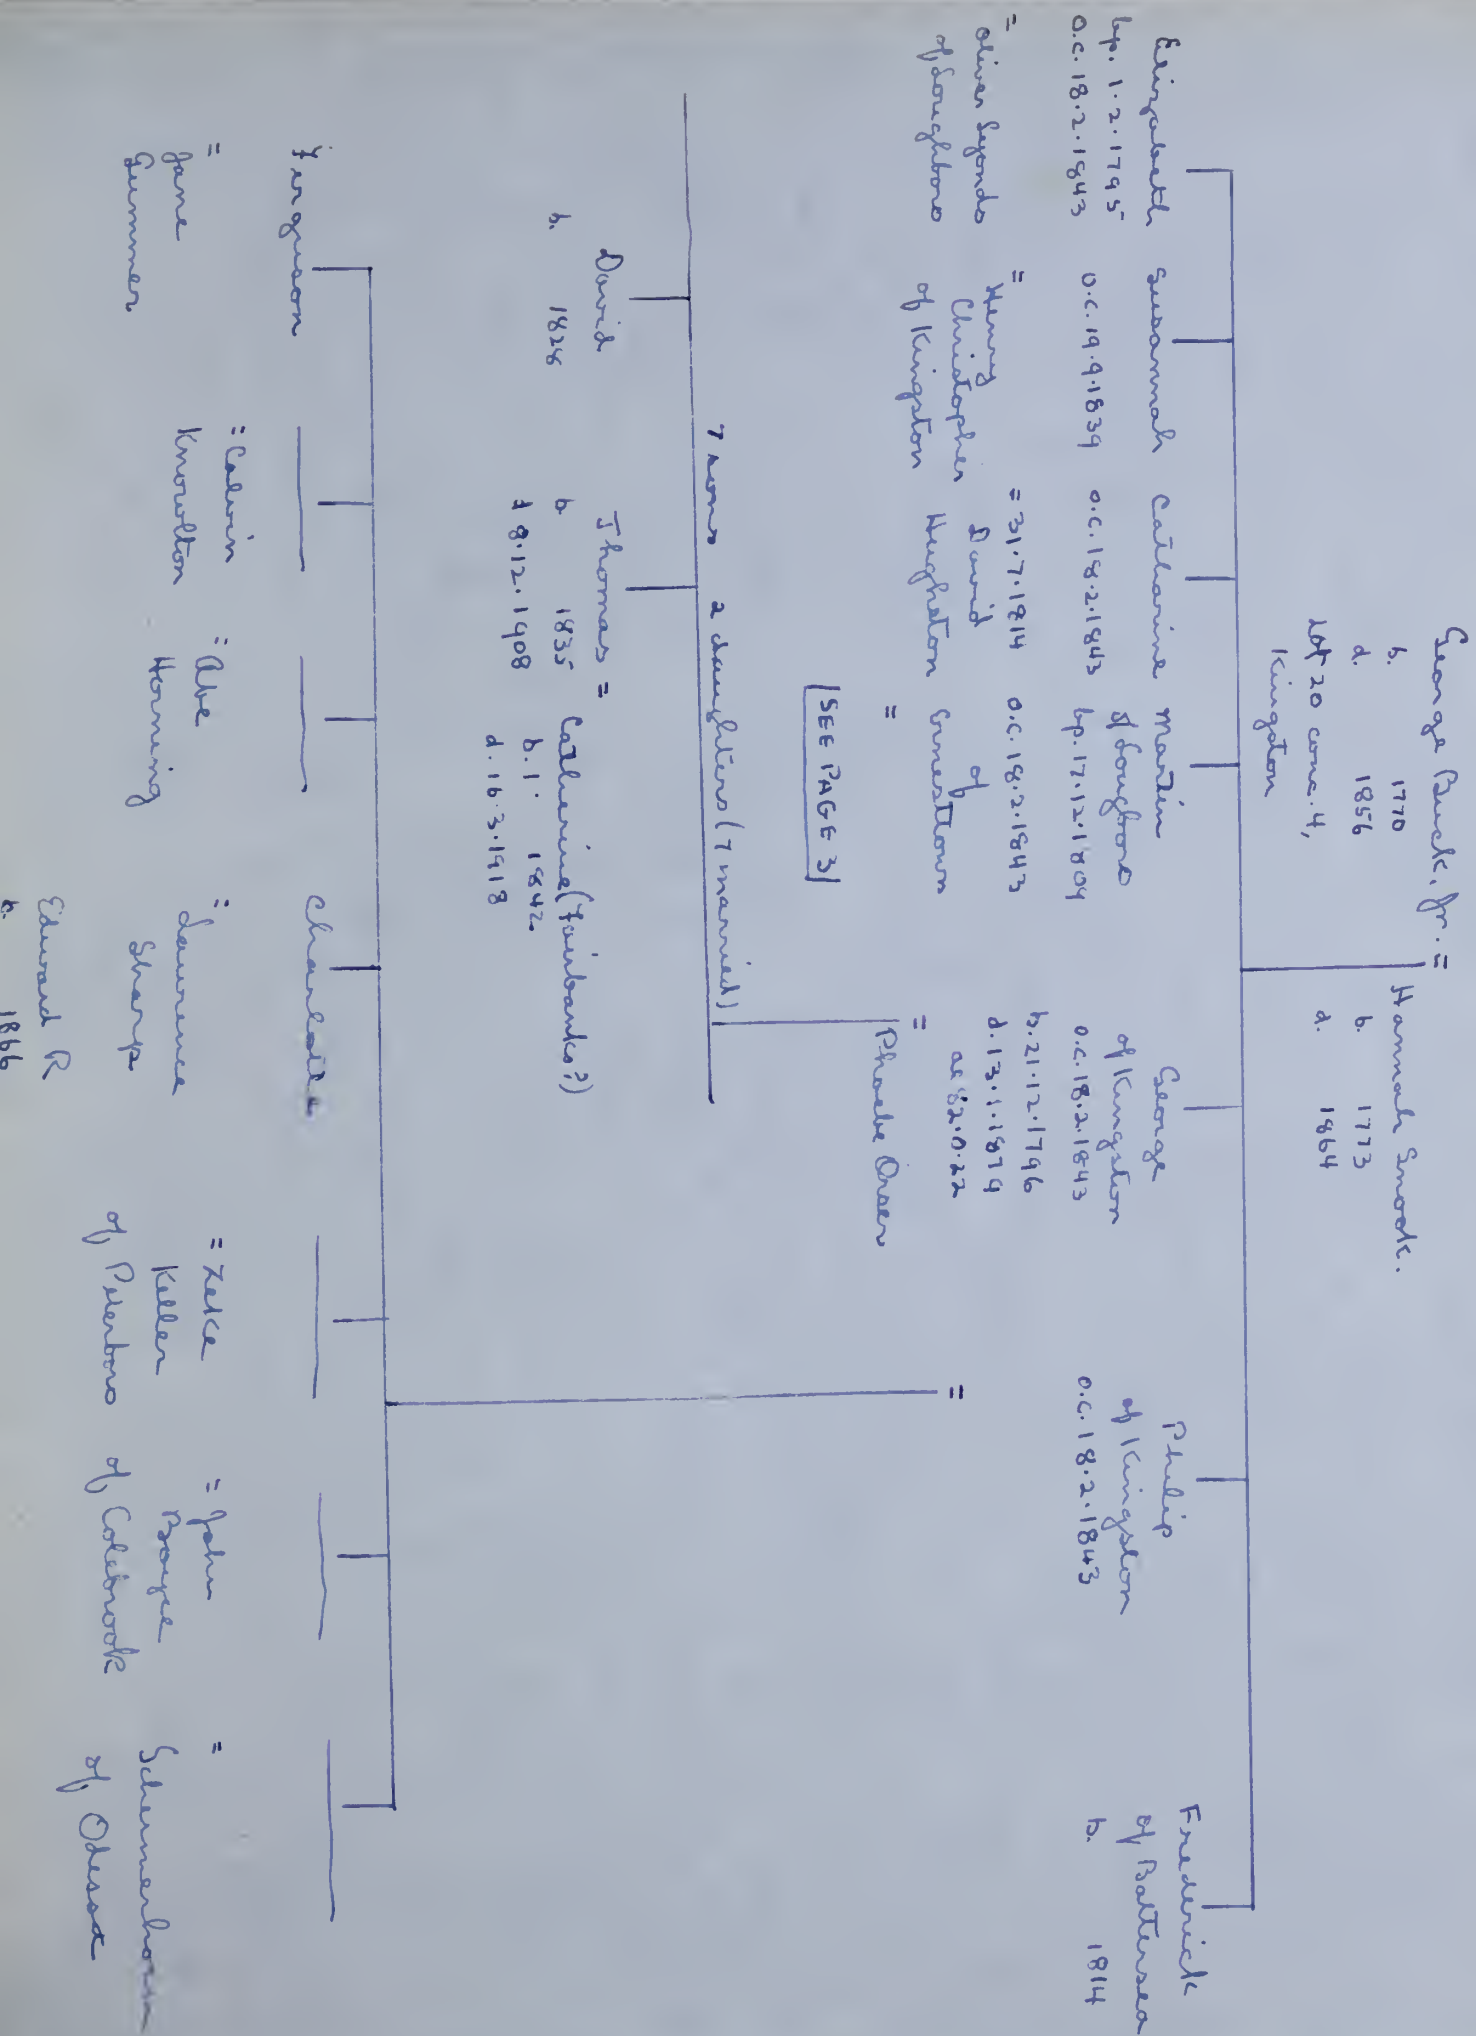 George Buck, Jr. = Hannah Snook.
b. 1770
d. 1856
Lot 20 conc. 4,
Kingston
b. 1773
d. 1864
Elizabeth
bp. 1.2.1795
o.c. 18.2.1843
=
Oliver
of Loughboro
Susannah
o.c. 19.9.1839
=
Henry
Christopher
of Kingston
Catharine
o.c. 18.2.1843
= 31.7.1814
David
Hughston
Martin
of Loughboro
bp. 17.12.1804
o.c. 18.2.1843
of
Ernesttown
=
SEE PAGE 3
George
of Kingston
o.c. 18.2.1843
b. 21.12.1796
d. 13.1.1879
ae 82.0.22
=
Phoebe Orser
Philip
of Kingston
o.c. 18.2.1843
=
Frederick
of Battersea
b. 1814
7 sons 2 daughters (7 married)
David
b. 1828
Thomas =
b. 1835
‡ 8.12.1908
Catherine (Fairbanks?)
b. 1. 1842
d. 16.3.1918
Ferguson
=
Jane
Gummer
= Calvin
Knowlton
= Abe
Horning
Charlotte
=
Lawrence
Sharp
Edward R
b. 1866
= Zeke
Keller
of Peterboro
= John
Boyce
of Colebrook
=
Schermerhorn
of Odessa